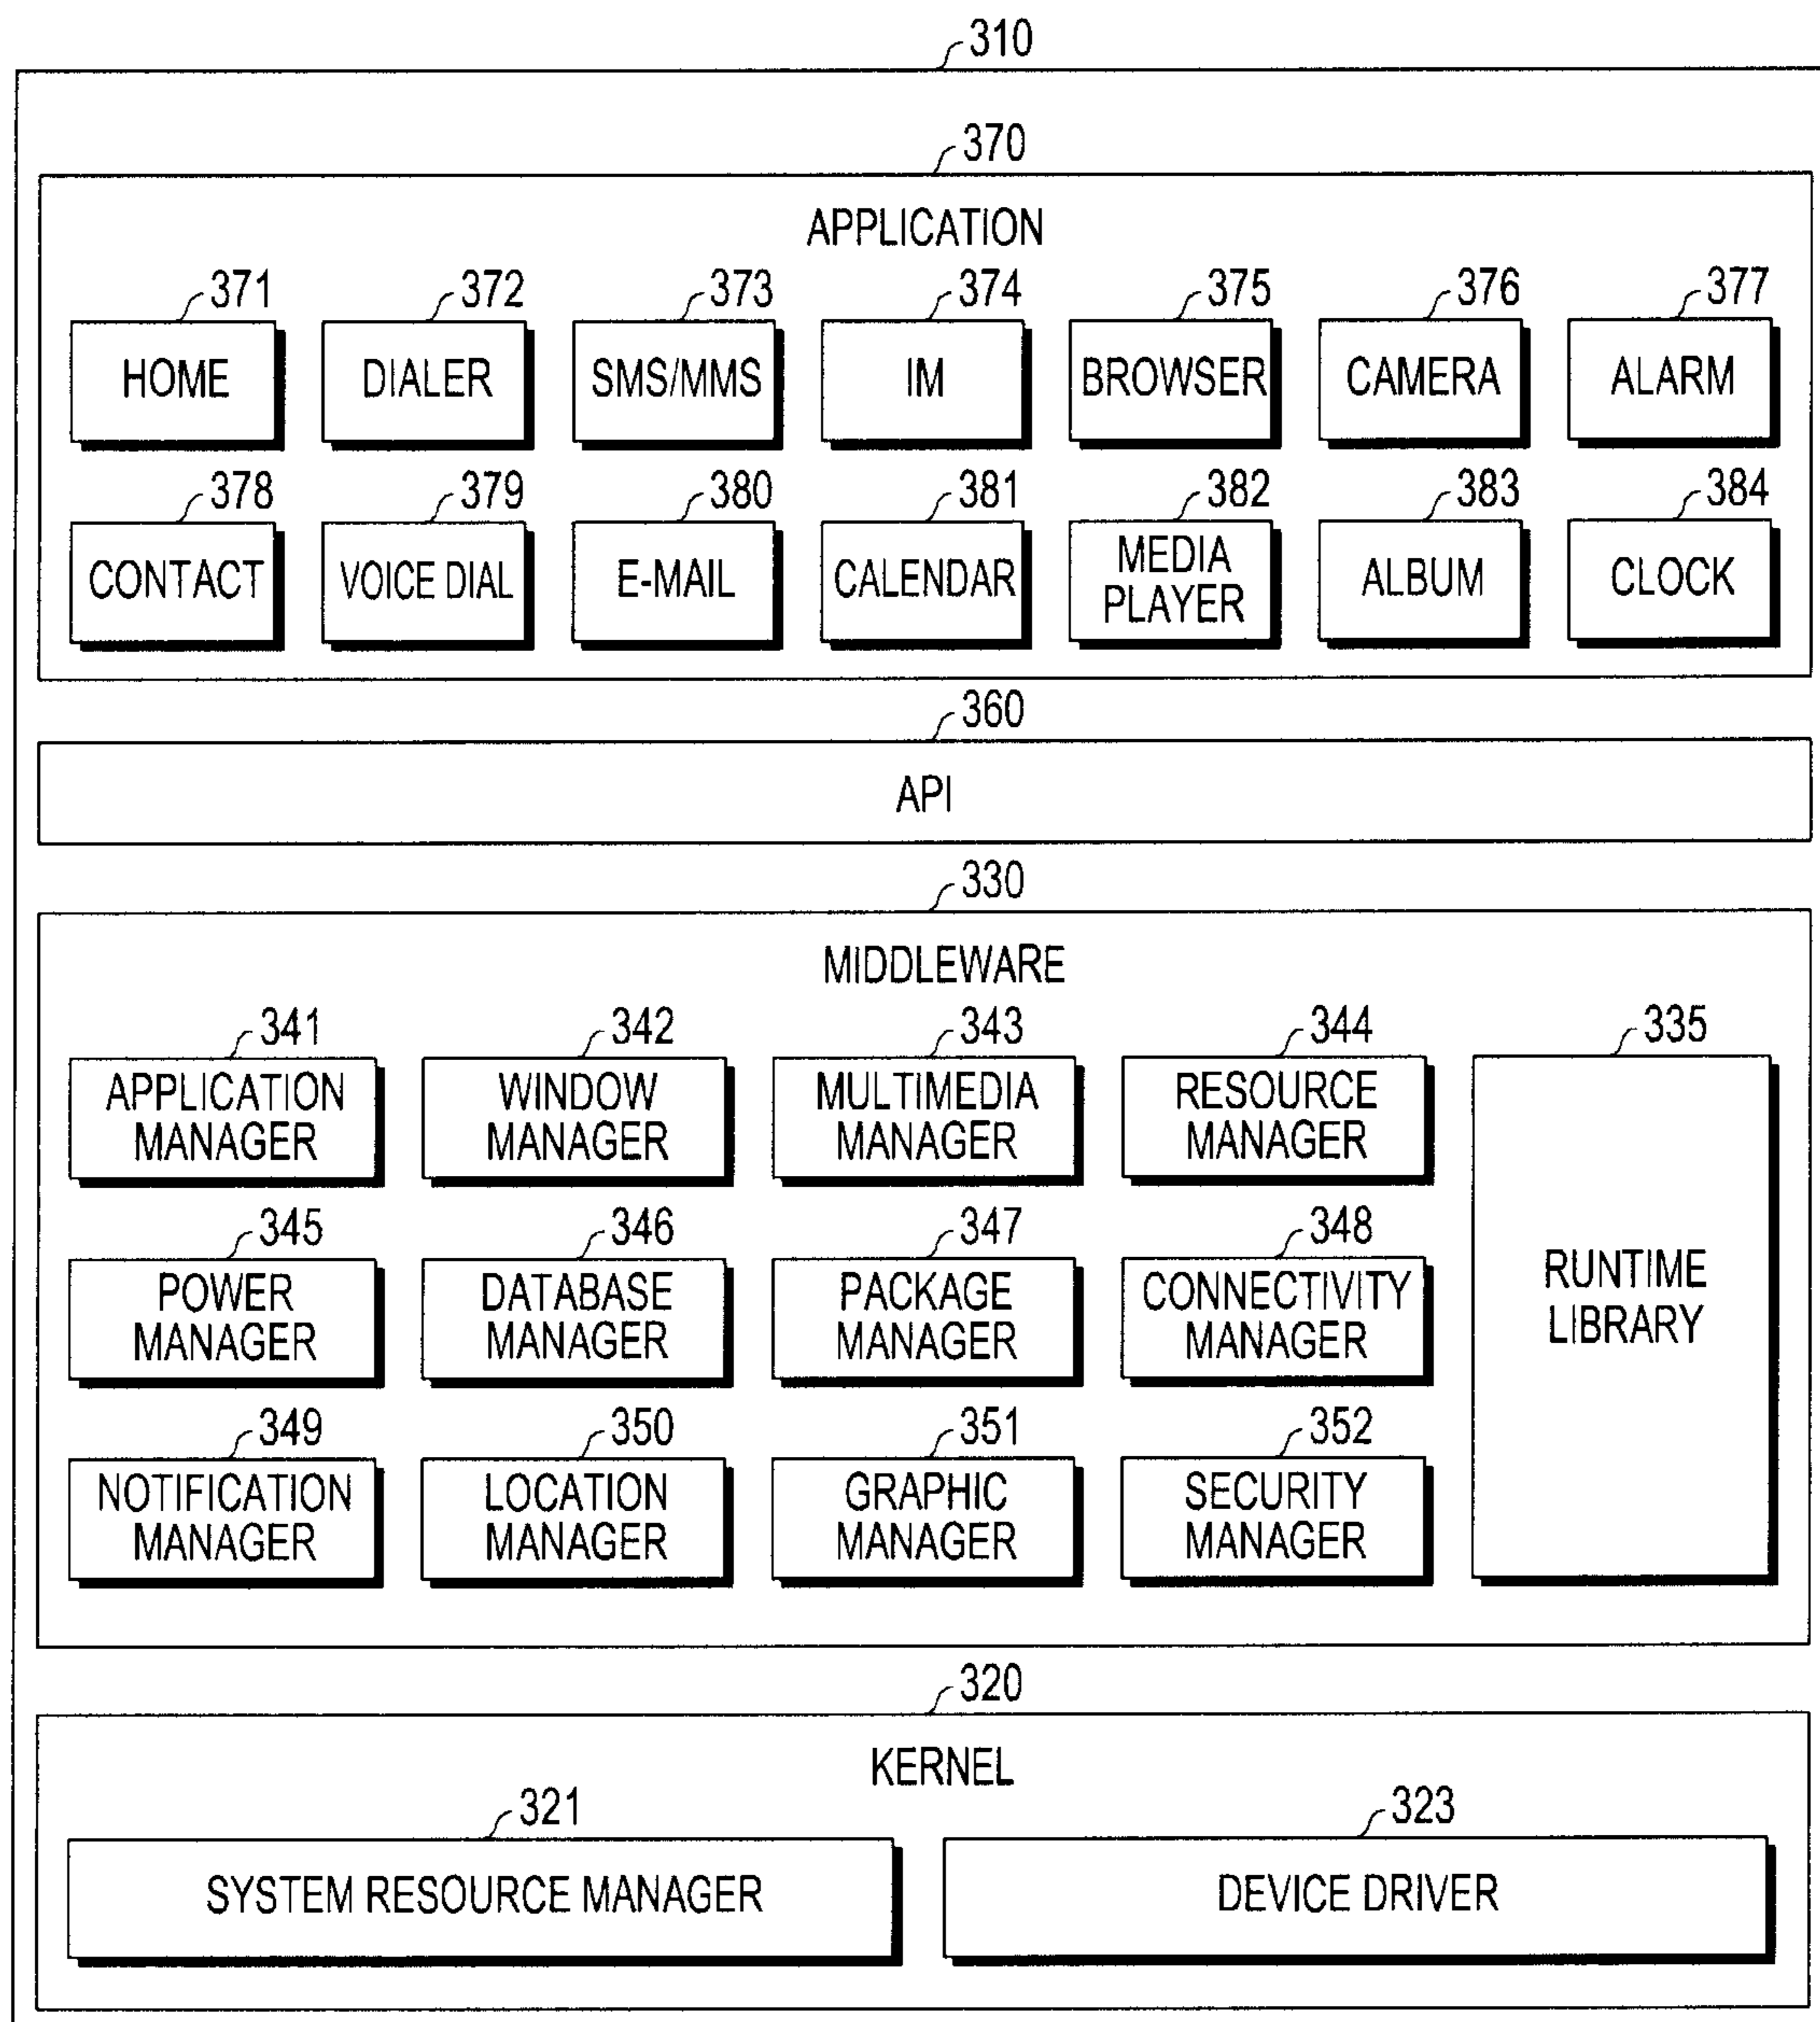 310
370
APPLICATION
371 372 373 374 375 376 377
HOME DIALER SMS/MMS IM BROWSER CAMERA ALARM
378 379 380 381 382 383 384
CONTACT VOICE DIAL E-MAIL CALENDAR MEDIA PLAYER ALBUM CLOCK
360
API
330
MIDDLEWARE
341 342 343 344 335
APPLICATION MANAGER
WINDOW MANAGER
MULTIMEDIA MANAGER
RESOURCE MANAGER
345 346 347 348
POWER MANAGER
DATABASE MANAGER
PACKAGE MANAGER
CONNECTIVITY MANAGER
RUNTIME LIBRARY
349 350 351 352
NOTIFICATION MANAGER
LOCATION MANAGER
GRAPHIC MANAGER
SECURITY MANAGER
320
KERNEL
321 323
SYSTEM RESOURCE MANAGER DEVICE DRIVER